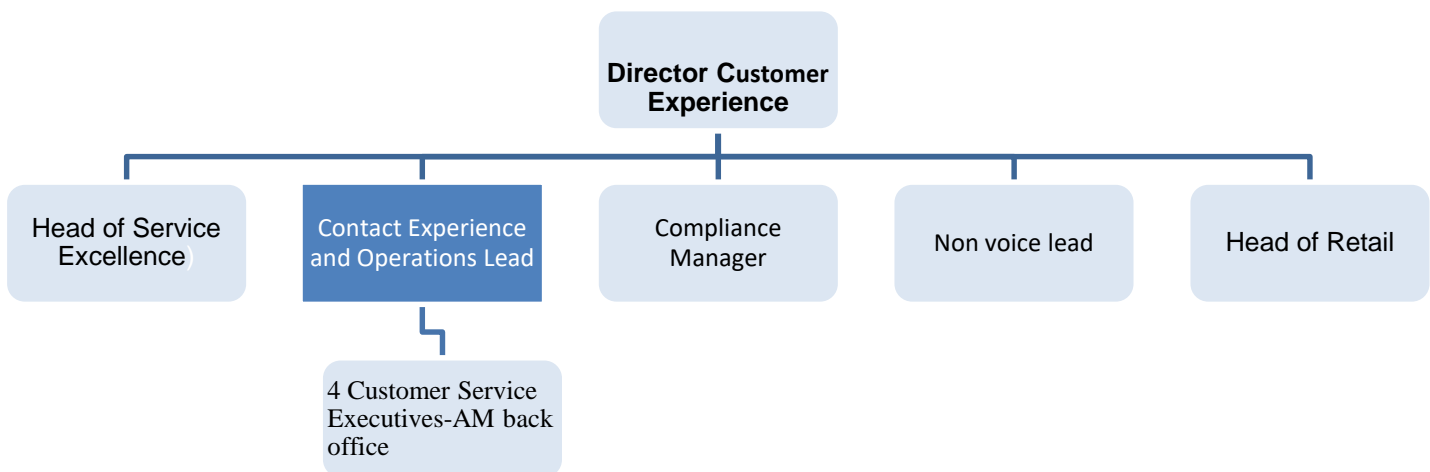 Director Customer
Experience
Head of Service
Excellence)
Contact Experience
and Operations Lead
Compliance
Manager
Non voice lead
Head of Retail
4 Customer Service
Executives-AM back
office